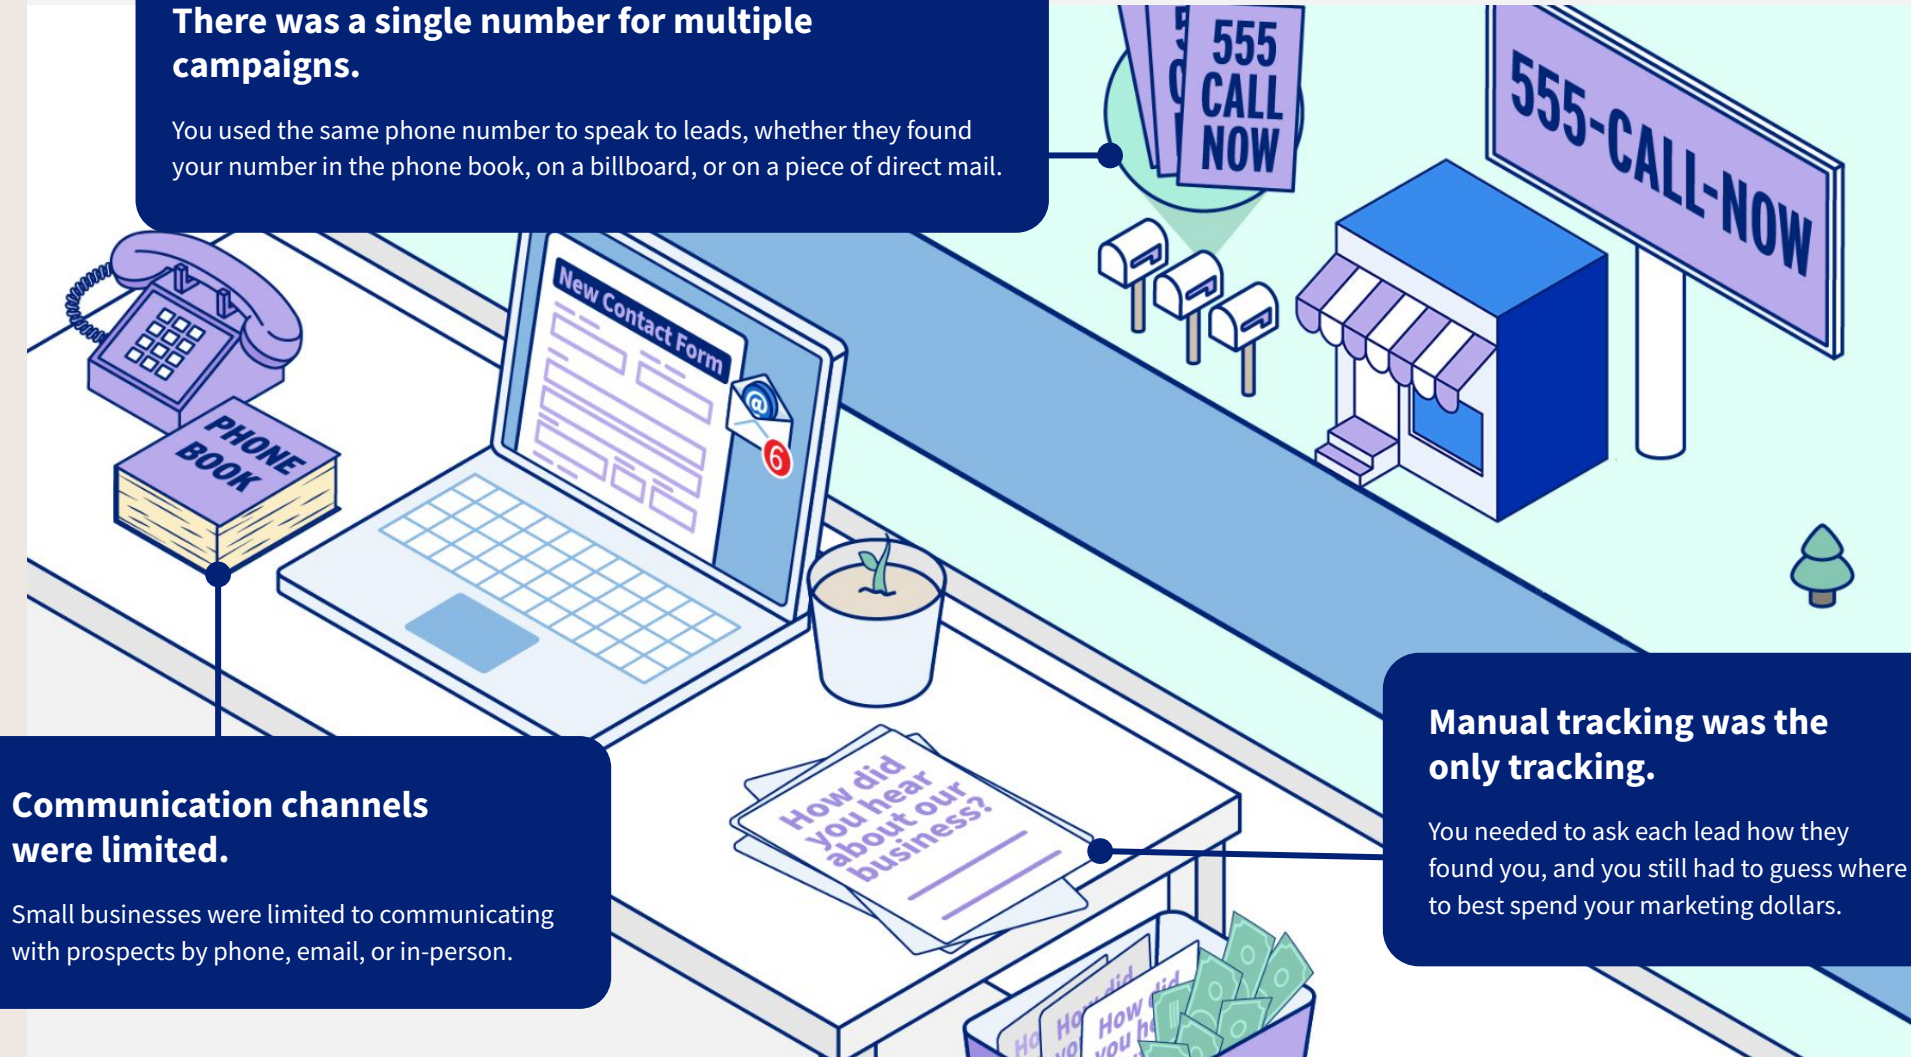 There was a single number for multiple
campaigns.
You used the same phone number to speak to leads, whether they found
your number in the phone book, on a billboard, or on a piece of direct mail.
555
CALL
NOW
555-CALL-NOW
New Contact Form
@
6
PHONE
BOOK
How did
you hear
about our
business?
Manual tracking was the
only tracking.
You needed to ask each lead how they
found you, and you still had to guess where
to best spend your marketing dollars.
Communication channels
were limited.
Small businesses were limited to communicating
with prospects by phone, email, or in-person.
How did
you